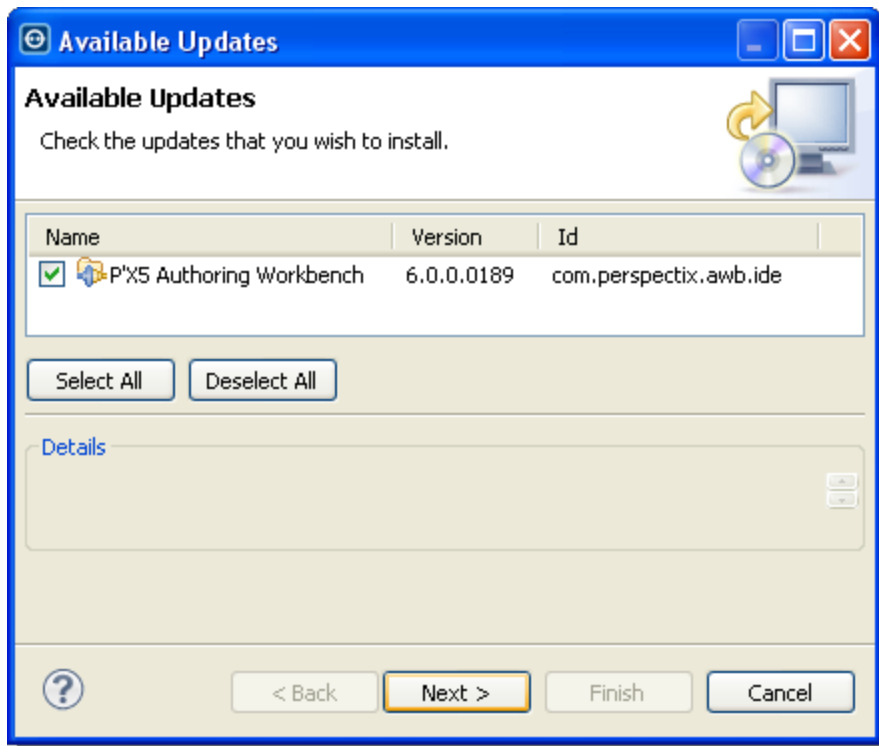 Available Updates
Available Updates
Check the updates that you wish to install.
Name Version Id
P'X5 Authoring Workbench 6.0.0.0189 com.perspectix.awb.ide
Select All Deselect All
Details
?
< Back Next > Finish Cancel